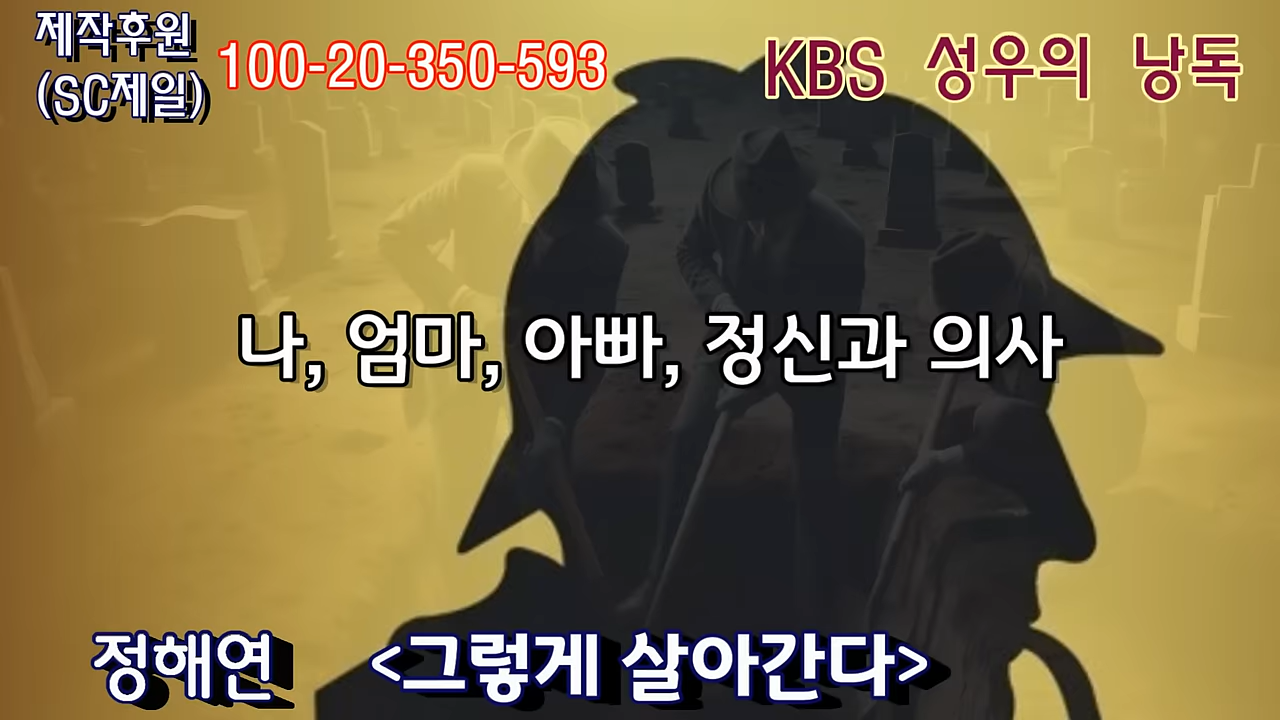 제작후원
(SC제일)
100-20-350-593
KBS 성우의 낭독
나, 엄마, 아빠, 정신과 의사
정해연 <그렇게 살아간다>